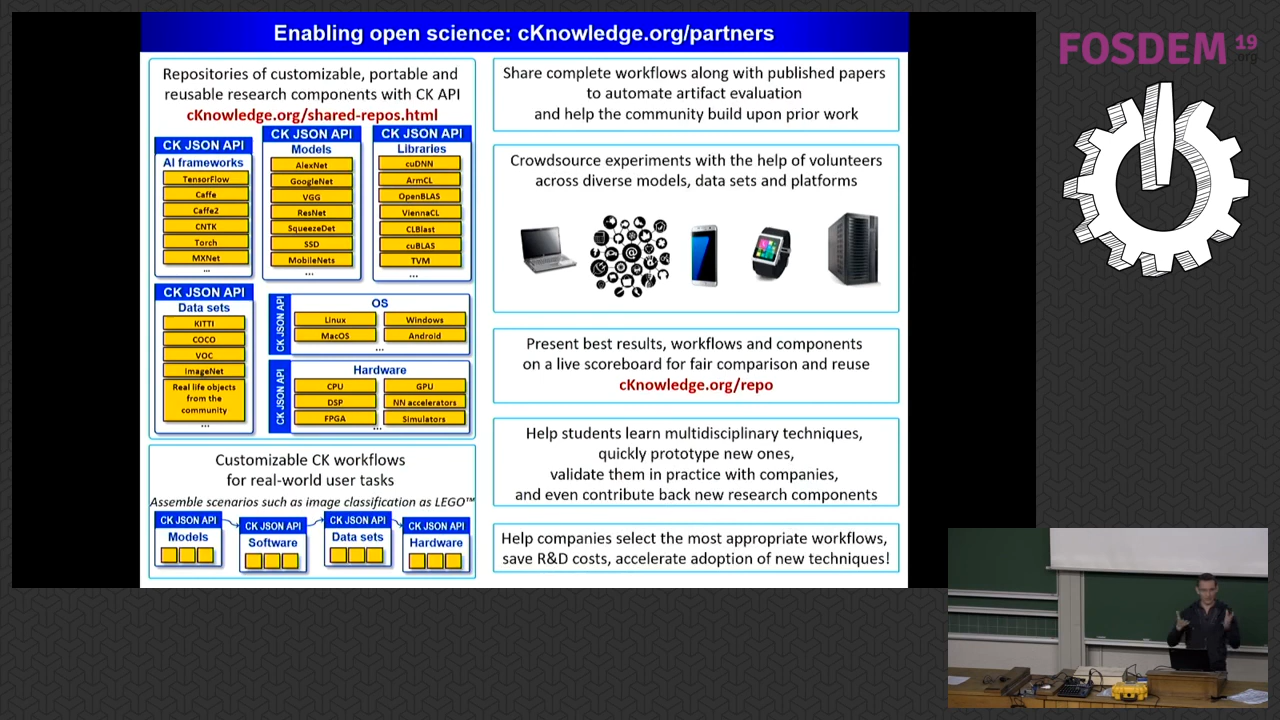 Enabling open science: cKnowledge.org/partners
Repositories of customizable, portable and
reusable research components with CK API
cKnowledge.org/shared-repos.html
CK JSON API
AI frameworks
TensorFlow
Caffe
Caffe2
CNTK
Torch
MXNet
...
CK JSON API
Models
AlexNet
GoogleNet
VGG
ResNet
SqueezeDet
SSD
MobileNets
...
CK JSON API
Libraries
cuDNN
ArmCL
OpenBLAS
ViennaCL
CLBlast
cuBLAS
TVM
...
CK JSON API
Data sets
KITTI
COCO
VOC
ImageNet
Real life objects
from the
community
...
CK JSON API
OS
Linux
Windows
MacOS
Android
...
CK JSON API
Hardware
CPU
GPU
DSP
NN accelerators
FPGA
Simulators
...
Customizable CK workflows
for real-world user tasks
Assemble scenarios such as image classification as LEGO™
CK JSON API
Models
CK JSON API
Software
CK JSON API
Data sets
CK JSON API
Hardware
Share complete workflows along with published papers
to automate artifact evaluation
and help the community build upon prior work
Crowdsource experiments with the help of volunteers
across diverse models, data sets and platforms
Present best results, workflows and components
on a live scoreboard for fair comparison and reuse
cKnowledge.org/repo
Help students learn multidisciplinary techniques,
quickly prototype new ones,
validate them in practice with companies,
and even contribute back new research components
Help companies select the most appropriate workflows,
save R&D costs, accelerate adoption of new techniques!
FOSDEM 19
.org